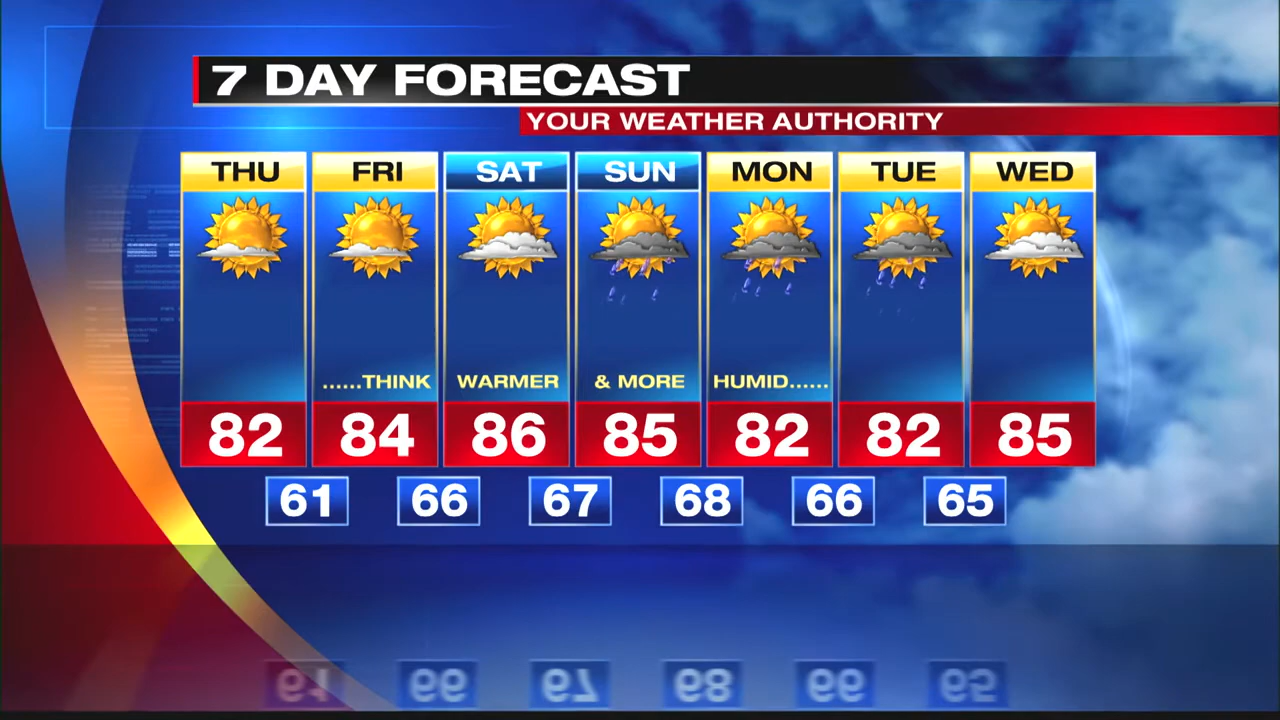 7 DAY FORECAST
YOUR WEATHER AUTHORITY
THU FRI SAT SUN MON TUE WED
......THINK WARMER & MORE HUMID......
82 84 86 85 82 82 85
61 66 67 68 66 65